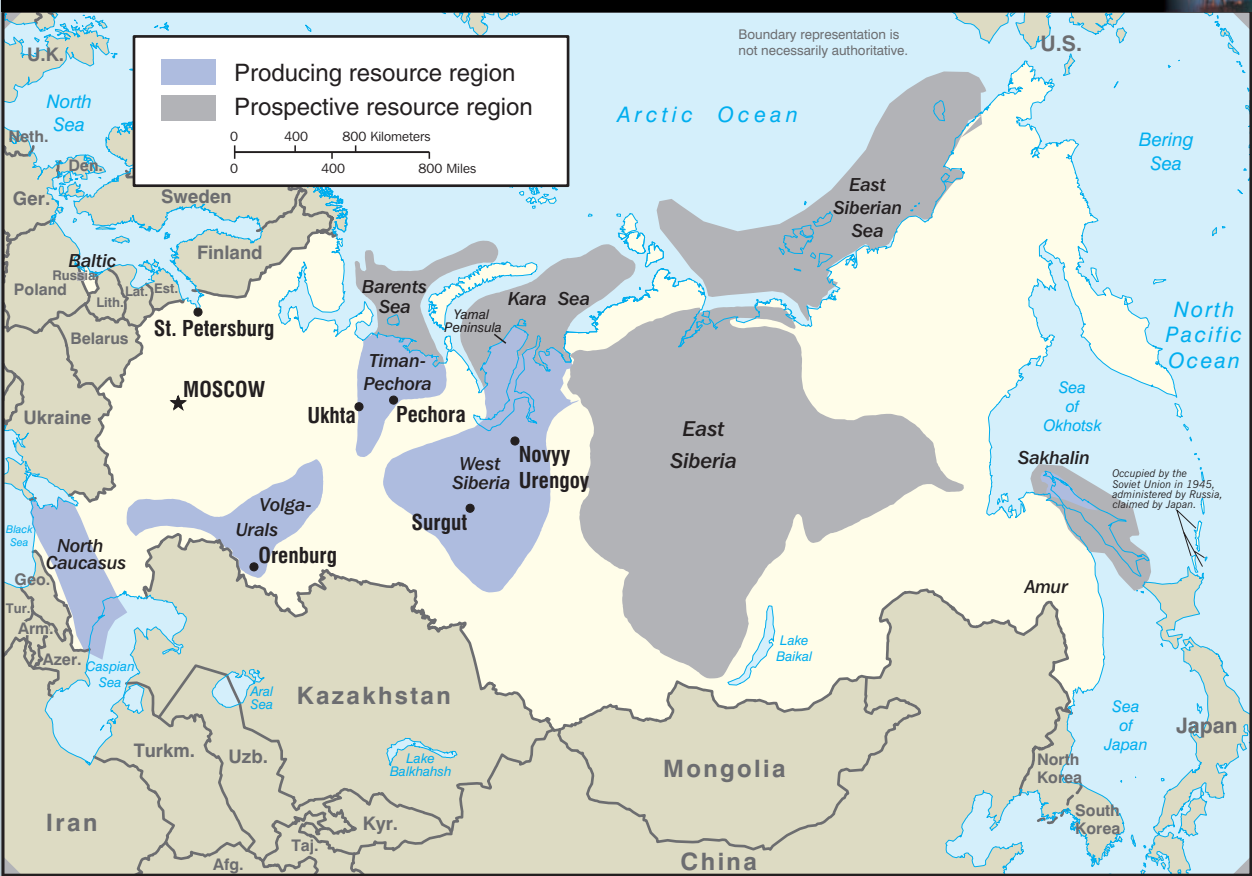 Boundary representation is
not necessarily authoritative.
U.S.
U.K.
Producing resource region
Prospective resource region
0 400 800 Kilometers
0 400 800 Miles
North
Sea
Arctic Ocean
Bering
Sea
Neth.
Den.
Ger.
Sweden
East
Siberian
Sea
Finland
Baltic
Russia
Poland
Lat.
Est.
Lith.
Barents
Sea
Kara Sea
Yamal
Peninsula
North
Pacific
Ocean
St. Petersburg
Belarus
Timan-
Pechora
MOSCOW
Ukhta
Pechora
Ukraine
Sea
of
Okhotsk
East
Siberia
Novyy
Urengoy
West
Siberia
Surgut
Sakhalin
Occupied by the
Soviet Union in 1945,
administered by Russia,
claimed by Japan.
Volga-
Urals
Orenburg
Black
Sea
North
Caucasus
Geo.
Tur.
Arm.
Azer.
Amur
Caspian
Sea
Aral
Sea
Kazakhstan
Lake
Baikal
Turkm.
Uzb.
Lake
Balkhahsh
Mongolia
Sea
of
Japan
Japan
North
Korea
South
Korea
Iran
Kyr.
Taj.
Afg.
China